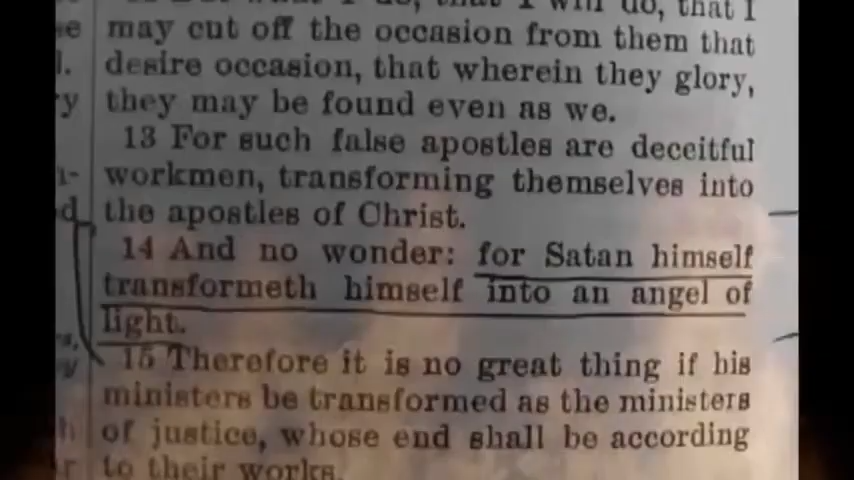 do, that I
may cut off the occasion from them that
desire occasion, that wherein they glory,
they may be found even as we.
13 For such false apostles are deceitful
workmen, transforming themselves into
the apostles of Christ.
14 And no wonder: for Satan himself
transformeth himself into an angel of
light.
15 Therefore it is no great thing if his
ministers be transformed as the ministers
of justice, whose end shall be according
to their works.